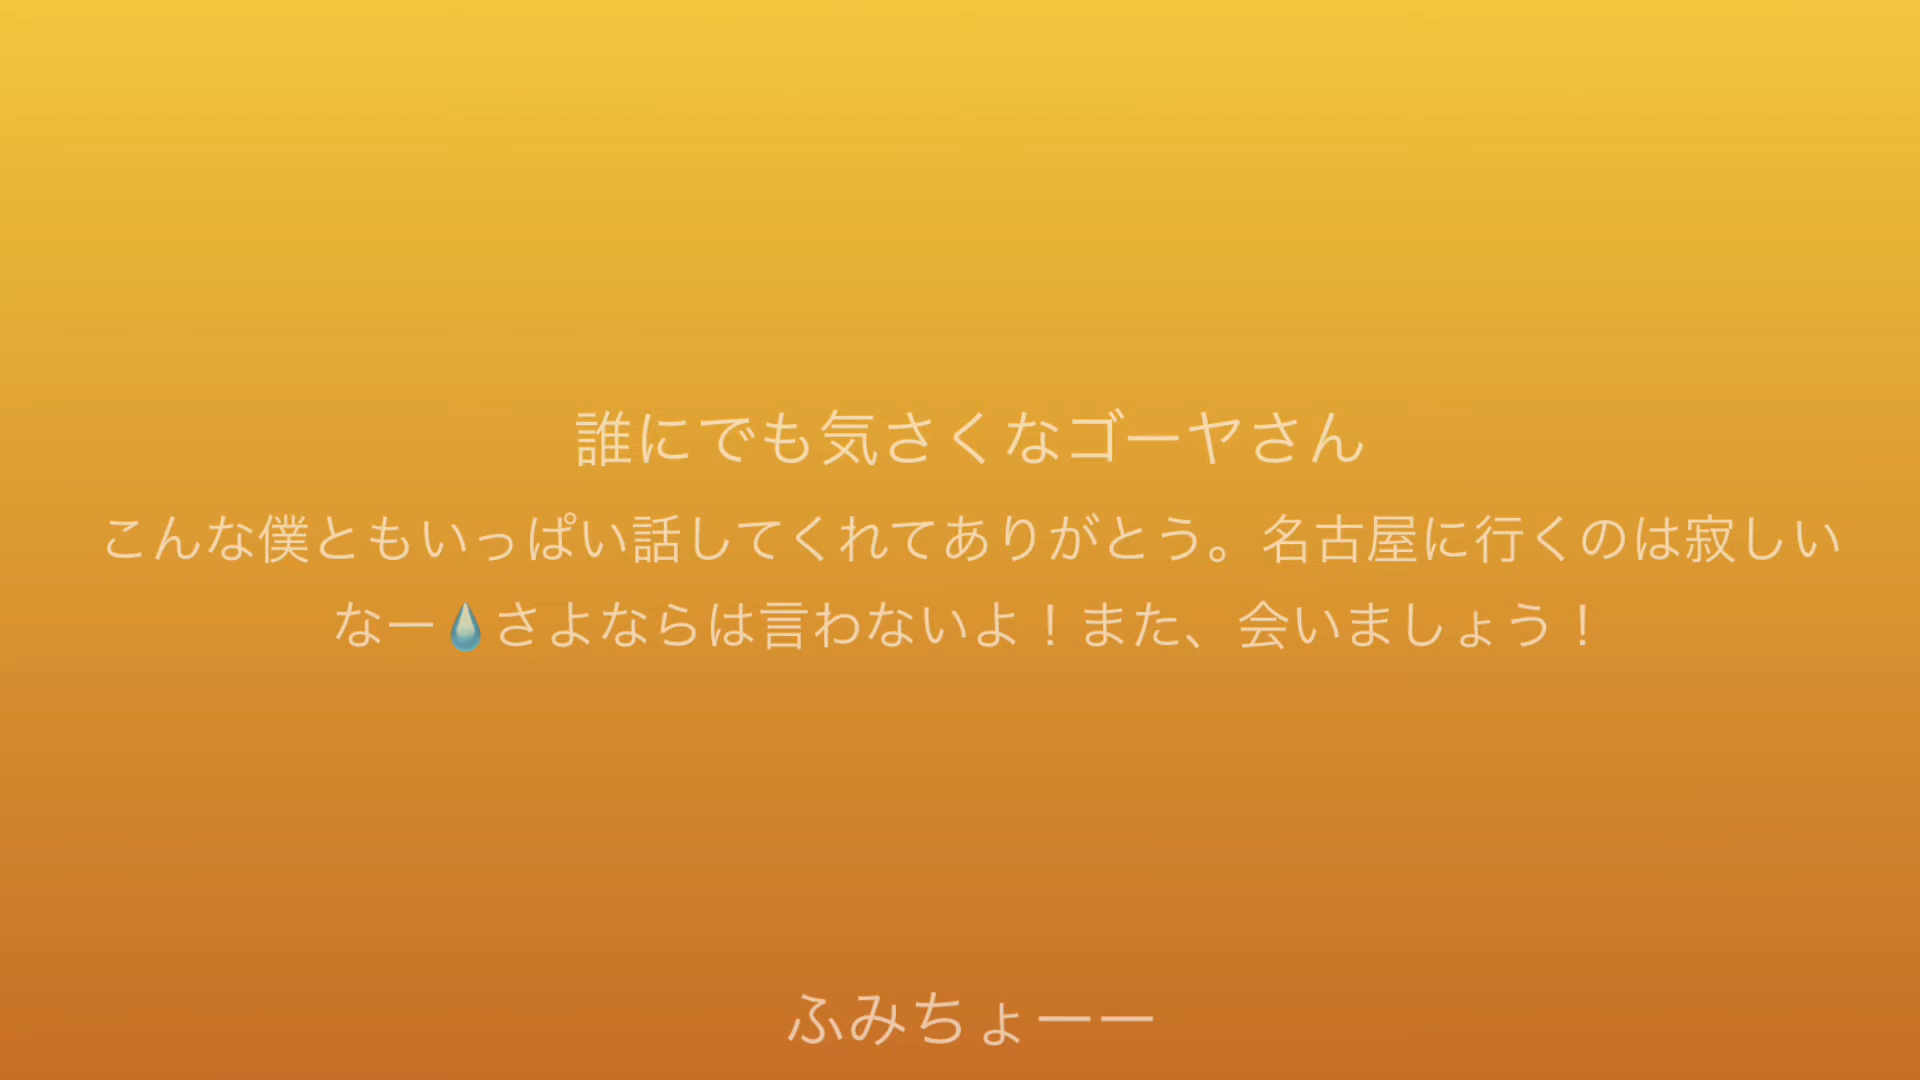 誰にでも気さくなゴーヤさん
こんな僕ともいっぱい話してくれてありがとう。名古屋に行くのは寂しい
なー💧さよならは言わないよ！また、会いましょう！
ふみちょーー